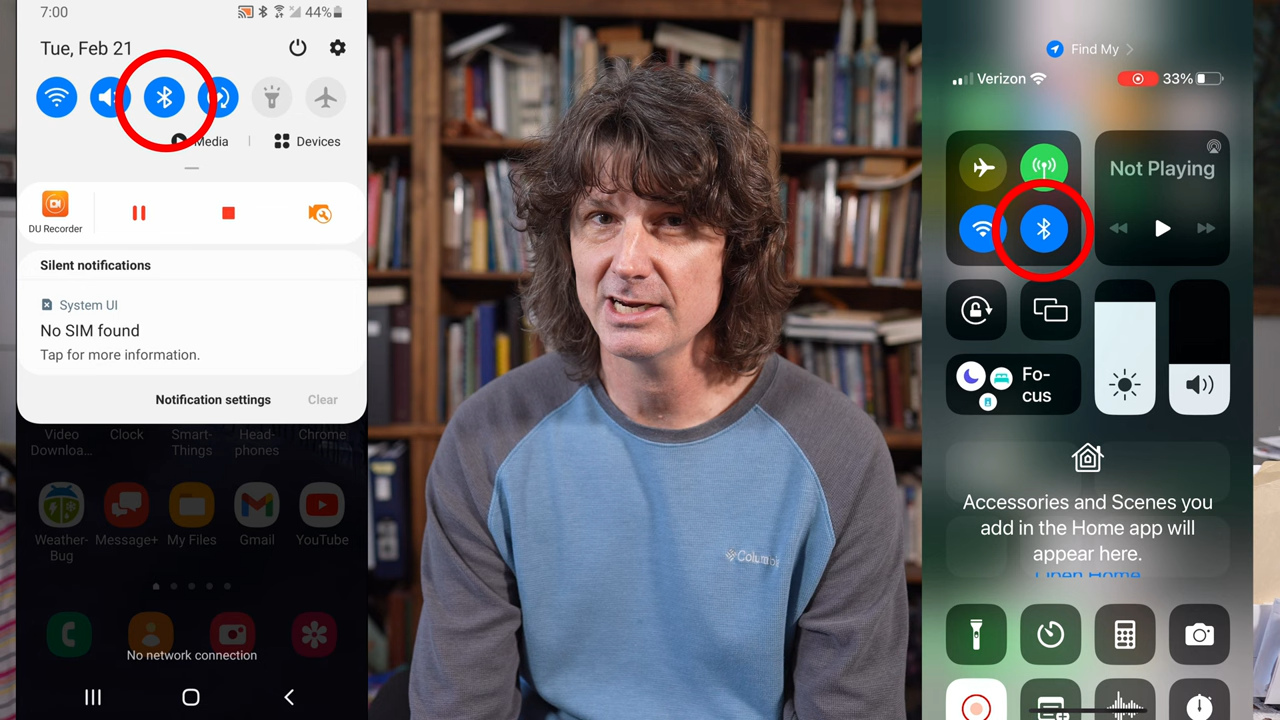 7:00
44%
Tue, Feb 21
Media
Devices
DU Recorder
Silent notifications
System UI
No SIM found
Tap for more information.
Notification settings
Clear
Video
Downloa...
Clock
Smart-
Things
Head-
phones
Chrome
Weather-
Bug
Message+
My Files
Gmail
YouTube
No network connection
Columbia
Find My
Verizon
33%
Not Playing
Fo-
cus
Accessories and Scenes you
add in the Home app will
appear here.
Open Home